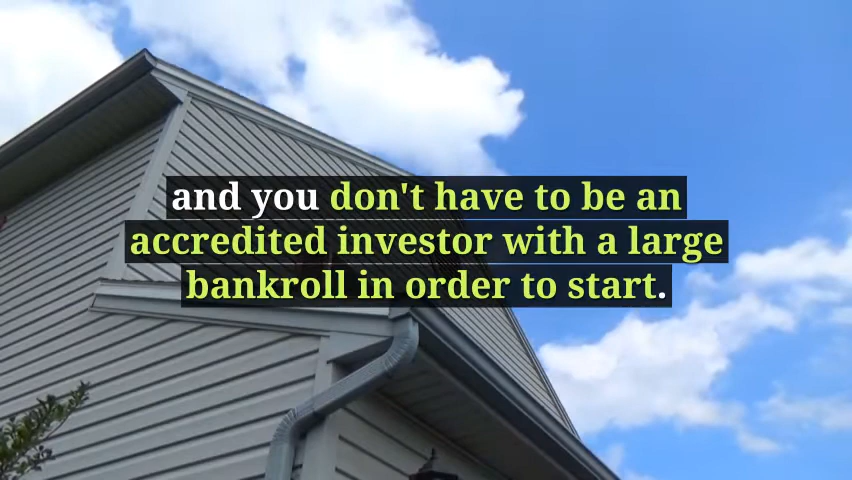 and you don't have to be an
accredited investor with a large
bankroll in order to start.